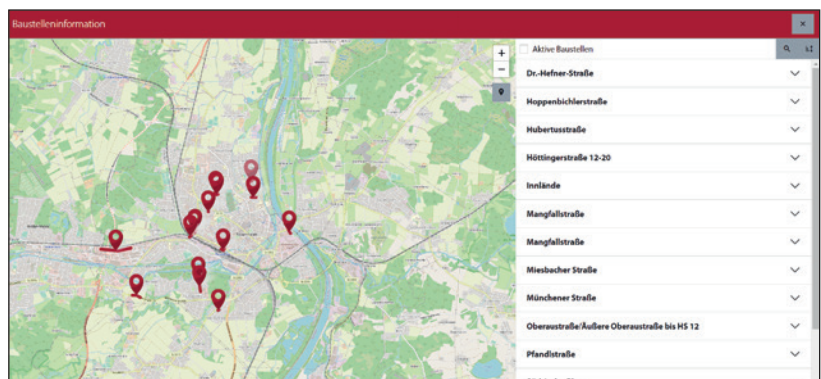 Baustelleninformation
Aktive Baustellen
Dr.-Hefner-Straße
Hoppenbichlerstraße
Hubertusstraße
Höttingerstraße 12-20
Innlände
Mangfallstraße
Mangfallstraße
Miesbacher Straße
Münchener Straße
Oberaustraße/Äußere Oberaustraße bis HS 12
Pfandlstraße